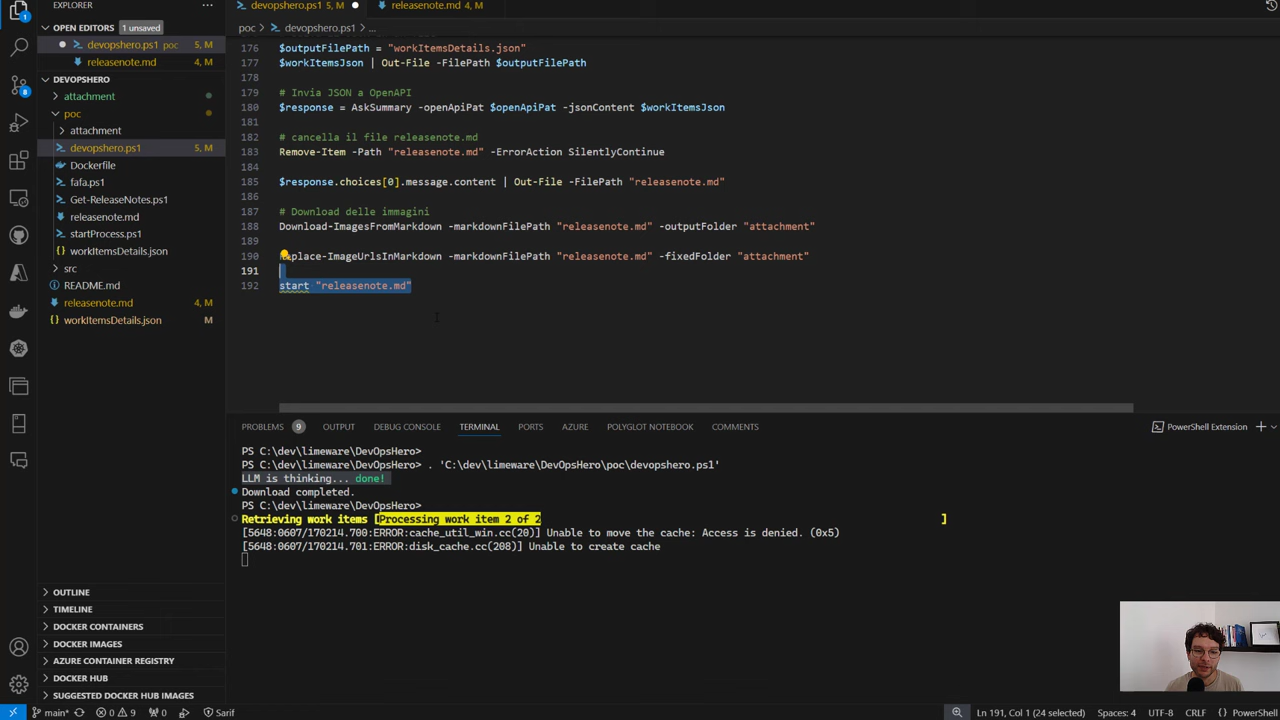 EXPLORER
···
OPEN EDITORS 1 unsaved
devopshero.ps1 poc 5, M
releasenote.md 4, M
DEVOPSHERO
attachment
poc
attachment
devopshero.ps1 5, M
Dockerfile
fafa.ps1
Get-ReleaseNotes.ps1
releasenote.md
startProcess.ps1
workItemsDetails.json
src
README.md
releasenote.md 4, M
workItemsDetails.json M
OUTLINE
TIMELINE
DOCKER CONTAINERS
DOCKER IMAGES
AZURE CONTAINER REGISTRY
DOCKER HUB
SUGGESTED DOCKER HUB IMAGES
1
8
devopshero.ps1 5, M
releasenote.md 4, M
poc > devopshero.ps1 > ...
176 $outputFilePath = "workItemsDetails.json"
177 $workItemsJson | Out-File -FilePath $outputFilePath
178
179 # Invia JSON a OpenAPI
180 $response = AskSummary -openApiPat $openApiPat -jsonContent $workItemsJson
181
182 # cancella il file releasenote.md
183 Remove-Item -Path "releasenote.md" -ErrorAction SilentlyContinue
184
185 $response.choices[0].message.content | Out-File -FilePath "releasenote.md"
186
187 # Download delle immagini
188 Download-ImagesFromMarkdown -markdownFilePath "releasenote.md" -outputFolder "attachment"
189
190 place-ImageUrlsInMarkdown -markdownFilePath "releasenote.md" -fixedFolder "attachment"
191
192 start "releasenote.md"
PROBLEMS 9 OUTPUT DEBUG CONSOLE TERMINAL PORTS AZURE POLYGLOT NOTEBOOK COMMENTS
PowerShell Extension
PS C:\dev\limeware\DevOpsHero>
PS C:\dev\limeware\DevOpsHero> . 'C:\dev\limeware\DevOpsHero\poc\devopshero.ps1'
LLM is thinking... done!
Download completed.
PS C:\dev\limeware\DevOpsHero>
Retrieving work items [Processing work item 2 of 2 ]
[5648:0607/170214.700:ERROR:cache_util_win.cc(20)] Unable to move the cache: Access is denied. (0x5)
[5648:0607/170214.701:ERROR:disk_cache.cc(208)] Unable to create cache
main* 0 9 0 Sarif
Ln 191, Col 1 (24 selected) Spaces: 4 UTF-8 CRLF {} PowerShell